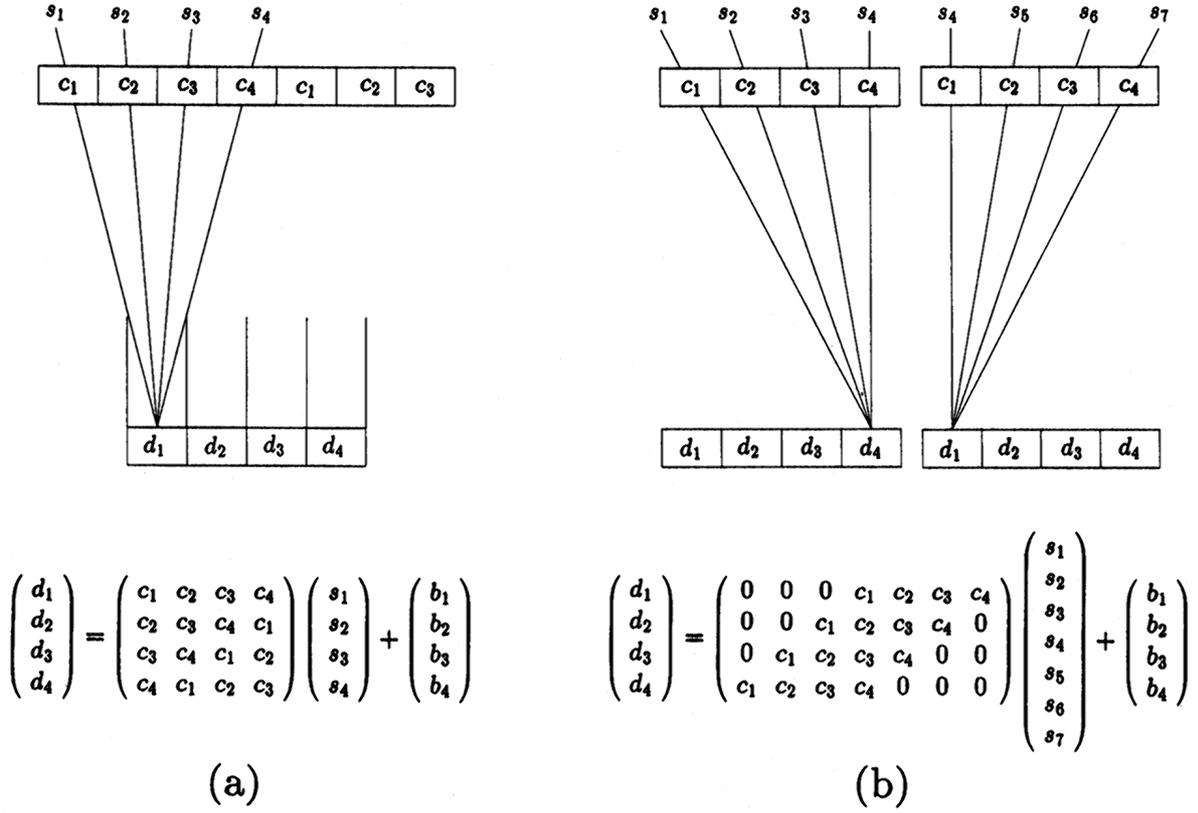 s₁ s₂ s₃ s₄
c₁ c₂ c₃ c₄ c₁ c₂ c₃
d₁ d₂ d₃ d₄
d₁ c₁ c₂ c₃ c₄ s₁ b₁
d₂ c₂ c₃ c₄ c₁ s₂ b₂
= +
d₃ c₃ c₄ c₁ c₂ s₃ b₃
d₄ c₄ c₁ c₂ c₃ s₄ b₄
(a)
s₁ s₂ s₃ s₄ s₄ s₅ s₆ s₇
c₁ c₂ c₃ c₄ c₁ c₂ c₃ c₄
d₁ d₂ d₃ d₄ d₁ d₂ d₃ d₄
d₁ 0 0 0 c₁ c₂ c₃ c₄
d₂ 0 0 c₁ c₂ c₃ c₄ 0
=
d₃ 0 c₁ c₂ c₃ c₄ 0 0
d₄ c₁ c₂ c₃ c₄ 0 0 0
s₁
s₂
s₃
s₄
s₅
s₆
s₇
+
b₁
b₂
b₃
b₄
(b)